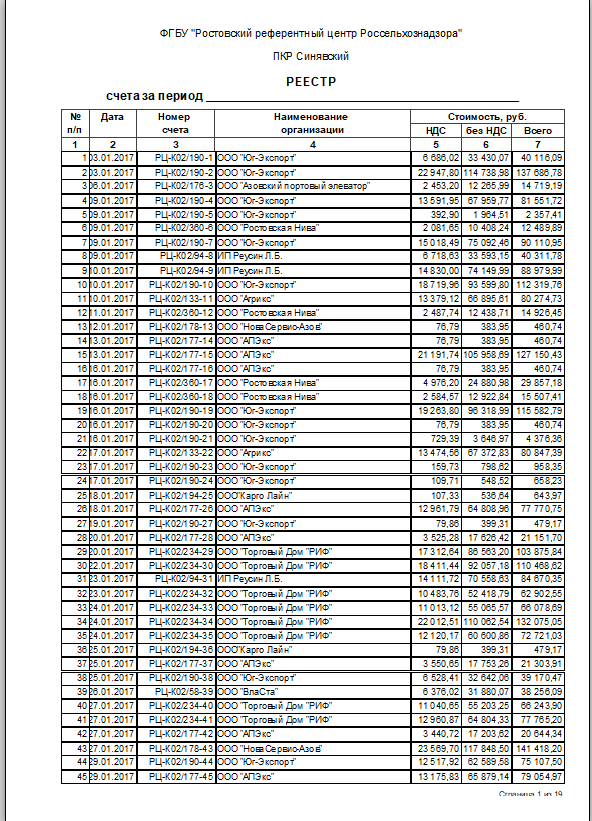 ФГБУ "Ростовский референтный центр Россельхознадзора"
ПКР Синявский
РЕЕСТР
счета за период
№ п/п Дата Номер счета Наименование организации Стоимость, руб.
НДС без НДС Всего
1 2 3 4 5 6 7
1 03.01.2017 РЦ-К02/190-1 ООО "Юг-Экспорт" 6 686,02 33 430,07 40 116,09
2 03.01.2017 РЦ-К02/190-2 ООО "Юг-Экспорт" 22 947,80 114 738,98 137 686,78
3 06.01.2017 РЦ-К02/176-3 ООО "Азовский портовый элеватор" 2 453,20 12 265,99 14 719,19
4 09.01.2017 РЦ-К02/190-4 ООО "Юг-Экспорт" 13 591,95 67 959,77 81 551,72
5 09.01.2017 РЦ-К02/190-5 ООО "Юг-Экспорт" 392,90 1 964,51 2 357,41
6 09.01.2017 РЦ-К02/360-6 ООО "Ростовская Нива" 2 081,65 10 408,24 12 489,89
7 09.01.2017 РЦ-К02/190-7 ООО "Юг-Экспорт" 15 018,49 75 092,46 90 110,95
8 09.01.2017 РЦ-К02/94-8 ИП Реусин Л.Б. 6 718,63 33 593,15 40 311,78
9 10.01.2017 РЦ-К02/94-9 ИП Реусин Л.Б. 14 830,00 74 149,99 88 979,99
10 10.01.2017 РЦ-К02/190-10 ООО "Юг-Экспорт" 18 719,96 93 599,80 112 319,76
11 10.01.2017 РЦ-К02/133-11 ООО "Агрикс" 13 379,12 66 895,61 80 274,73
12 11.01.2017 РЦ-К02/360-12 ООО "Ростовская Нива" 2 487,74 12 438,71 14 926,45
13 12.01.2017 РЦ-К02/178-13 ООО "НоваСервис-Азов" 76,79 383,95 460,74
14 13.01.2017 РЦ-К02/177-14 ООО "АПЭкс" 76,79 383,95 460,74
15 13.01.2017 РЦ-К02/177-15 ООО "АПЭкс" 21 191,74 105 958,69 127 150,43
16 16.01.2017 РЦ-К02/177-16 ООО "АПЭкс" 76,79 383,95 460,74
17 16.01.2017 РЦ-К02/360-17 ООО "Ростовская Нива" 4 976,20 24 880,98 29 857,18
18 16.01.2017 РЦ-К02/360-18 ООО "Ростовская Нива" 2 584,57 12 922,84 15 507,41
19 16.01.2017 РЦ-К02/190-19 ООО "Юг-Экспорт" 19 263,80 96 318,99 115 582,79
20 16.01.2017 РЦ-К02/190-20 ООО "Юг-Экспорт" 76,79 383,95 460,74
21 16.01.2017 РЦ-К02/190-21 ООО "Юг-Экспорт" 729,39 3 646,97 4 376,36
22 17.01.2017 РЦ-К02/133-22 ООО "Агрикс" 13 474,56 67 372,83 80 847,39
23 17.01.2017 РЦ-К02/190-23 ООО "Юг-Экспорт" 159,73 798,62 958,35
24 17.01.2017 РЦ-К02/190-24 ООО "Юг-Экспорт" 109,71 548,52 658,23
25 18.01.2017 РЦ-К02/194-25 ООО"Карго Лайн" 107,33 536,64 643,97
26 18.01.2017 РЦ-К02/177-26 ООО "АПЭкс" 12 961,79 64 808,96 77 770,75
27 19.01.2017 РЦ-К02/190-27 ООО "Юг-Экспорт" 79,86 399,31 479,17
28 20.01.2017 РЦ-К02/177-28 ООО "АПЭкс" 3 525,28 17 626,42 21 151,70
29 20.01.2017 РЦ-К02/234-29 ООО "Торговый Дом "РИФ" 17 312,64 86 563,20 103 875,84
30 22.01.2017 РЦ-К02/234-30 ООО "Торговый Дом "РИФ" 18 411,44 92 057,18 110 468,62
31 23.01.2017 РЦ-К02/94-31 ИП Реусин Л.Б. 14 111,72 70 558,63 84 670,35
32 23.01.2017 РЦ-К02/234-32 ООО "Торговый Дом "РИФ" 10 483,76 52 418,79 62 902,55
33 24.01.2017 РЦ-К02/234-33 ООО "Торговый Дом "РИФ" 11 013,12 55 065,57 66 078,69
34 24.01.2017 РЦ-К02/234-34 ООО "Торговый Дом "РИФ" 22 012,51 110 062,54 132 075,05
35 24.01.2017 РЦ-К02/234-35 ООО "Торговый Дом "РИФ" 12 120,17 60 600,86 72 721,03
36 25.01.2017 РЦ-К02/194-36 ООО"Карго Лайн" 79,86 399,31 479,17
37 25.01.2017 РЦ-К02/177-37 ООО "АПЭкс" 3 550,65 17 753,26 21 303,91
38 25.01.2017 РЦ-К02/190-38 ООО "Юг-Экспорт" 6 528,41 32 642,06 39 170,47
39 26.01.2017 РЦ-К02/58-39 ООО "ВлаСта" 6 376,02 31 880,07 38 256,09
40 27.01.2017 РЦ-К02/234-40 ООО "Торговый Дом "РИФ" 11 040,65 55 203,25 66 243,90
41 27.01.2017 РЦ-К02/234-41 ООО "Торговый Дом "РИФ" 12 960,87 64 804,33 77 765,20
42 27.01.2017 РЦ-К02/177-42 ООО "АПЭкс" 3 440,72 17 203,62 20 644,34
43 27.01.2017 РЦ-К02/178-43 ООО "НоваСервис-Азов" 23 569,70 117 848,50 141 418,20
44 29.01.2017 РЦ-К02/190-44 ООО "Юг-Экспорт" 12 517,92 62 589,58 75 107,50
45 29.01.2017 РЦ-К02/177-45 ООО "АПЭкс" 13 175,83 65 879,14 79 054,97
Страница 1 из 19